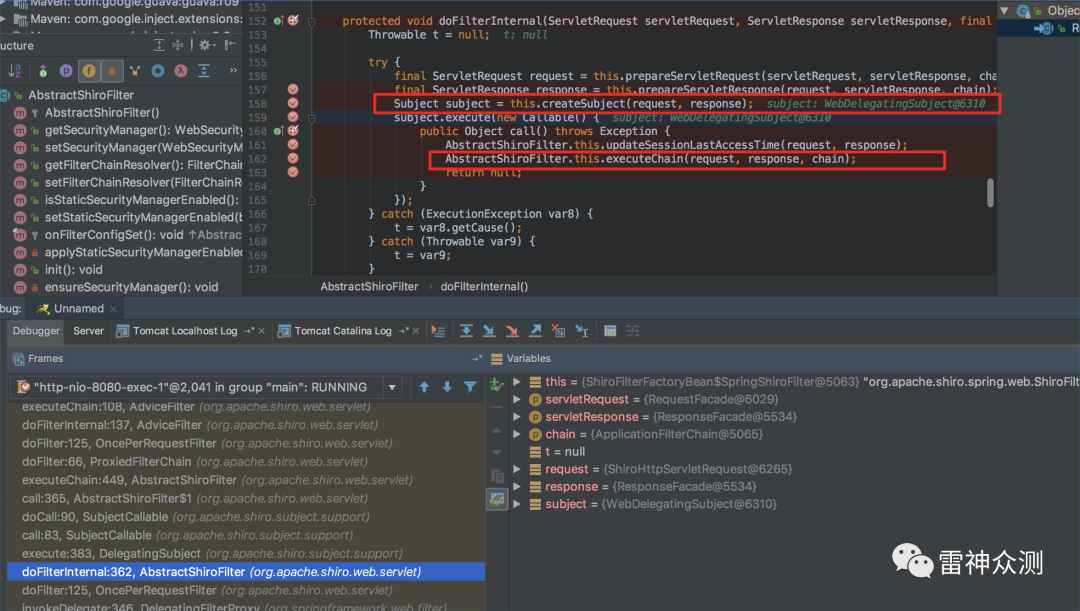 Maven: com.google.guava:guava:r09
Maven: com.google.inject.extensions:
ucture
AbstractShiroFilter
AbstractShiroFilter()
getSecurityManager(): WebSecurity
setSecurityManager(WebSecurityM
getFilterChainResolver(): FilterChain
setFilterChainResolver(FilterChainR
isStaticSecurityManagerEnabled():
setStaticSecurityManagerEnabled(b
onFilterConfigSet(): void ↑Abstrac
applyStaticSecurityManagerEnabled
init(): void
ensureSecurityManager(): void
151
152 protected void doFilterInternal(ServletRequest servletRequest, ServletResponse servletResponse, final
153 Throwable t = null; t: null
154
155 try {
156 final ServletRequest request = this.prepareServletRequest(servletRequest, servletResponse, cha
157 final ServletResponse response = this.prepareServletResponse(request, servletResponse, chain);
158 Subject subject = this.createSubject(request, response); subject: WebDelegatingSubject@6310
159 subject.execute(new Callable() { subject: WebDelegatingSubject@6310
160 public Object call() throws Exception {
161 AbstractShiroFilter.this.updateSessionLastAccessTime(request, response);
162 AbstractShiroFilter.this.executeChain(request, response, chain);
163 return null;
164 }
165 });
166 } catch (ExecutionException var8) {
167 t = var8.getCause();
168 } catch (Throwable var9) {
169 t = var9;
170 }
AbstractShiroFilter › doFilterInternal()
Objec
R
bug: Unnamed ×
Debugger Server Tomcat Localhost Log →* × Tomcat Catalina Log →* ×
Frames
"http-nio-8080-exec-1"@2,041 in group "main": RUNNING
executeChain:108, AdviceFilter (org.apache.shiro.web.servlet)
doFilterInternal:137, AdviceFilter (org.apache.shiro.web.servlet)
doFilter:125, OncePerRequestFilter (org.apache.shiro.web.servlet)
doFilter:66, ProxiedFilterChain (org.apache.shiro.web.servlet)
executeChain:449, AbstractShiroFilter (org.apache.shiro.web.servlet)
call:365, AbstractShiroFilter$1 (org.apache.shiro.web.servlet)
doCall:90, SubjectCallable (org.apache.shiro.subject.support)
call:83, SubjectCallable (org.apache.shiro.subject.support)
execute:383, DelegatingSubject (org.apache.shiro.subject.support)
doFilterInternal:362, AbstractShiroFilter (org.apache.shiro.web.servlet)
doFilter:125, OncePerRequestFilter (org.apache.shiro.web.servlet)
invokeDelegate:346, DelegatingFilterProxy (org.springframework.web.filter)
Variables
this = {ShiroFilterFactoryBean$SpringShiroFilter@5063} "org.apache.shiro.spring.web.ShiroFilt
servletRequest = {RequestFacade@6029}
servletResponse = {ResponseFacade@5534}
chain = {ApplicationFilterChain@5065}
t = null
request = {ShiroHttpServletRequest@6265}
response = {ResponseFacade@5534}
subject = {WebDelegatingSubject@6310}
雷神众测